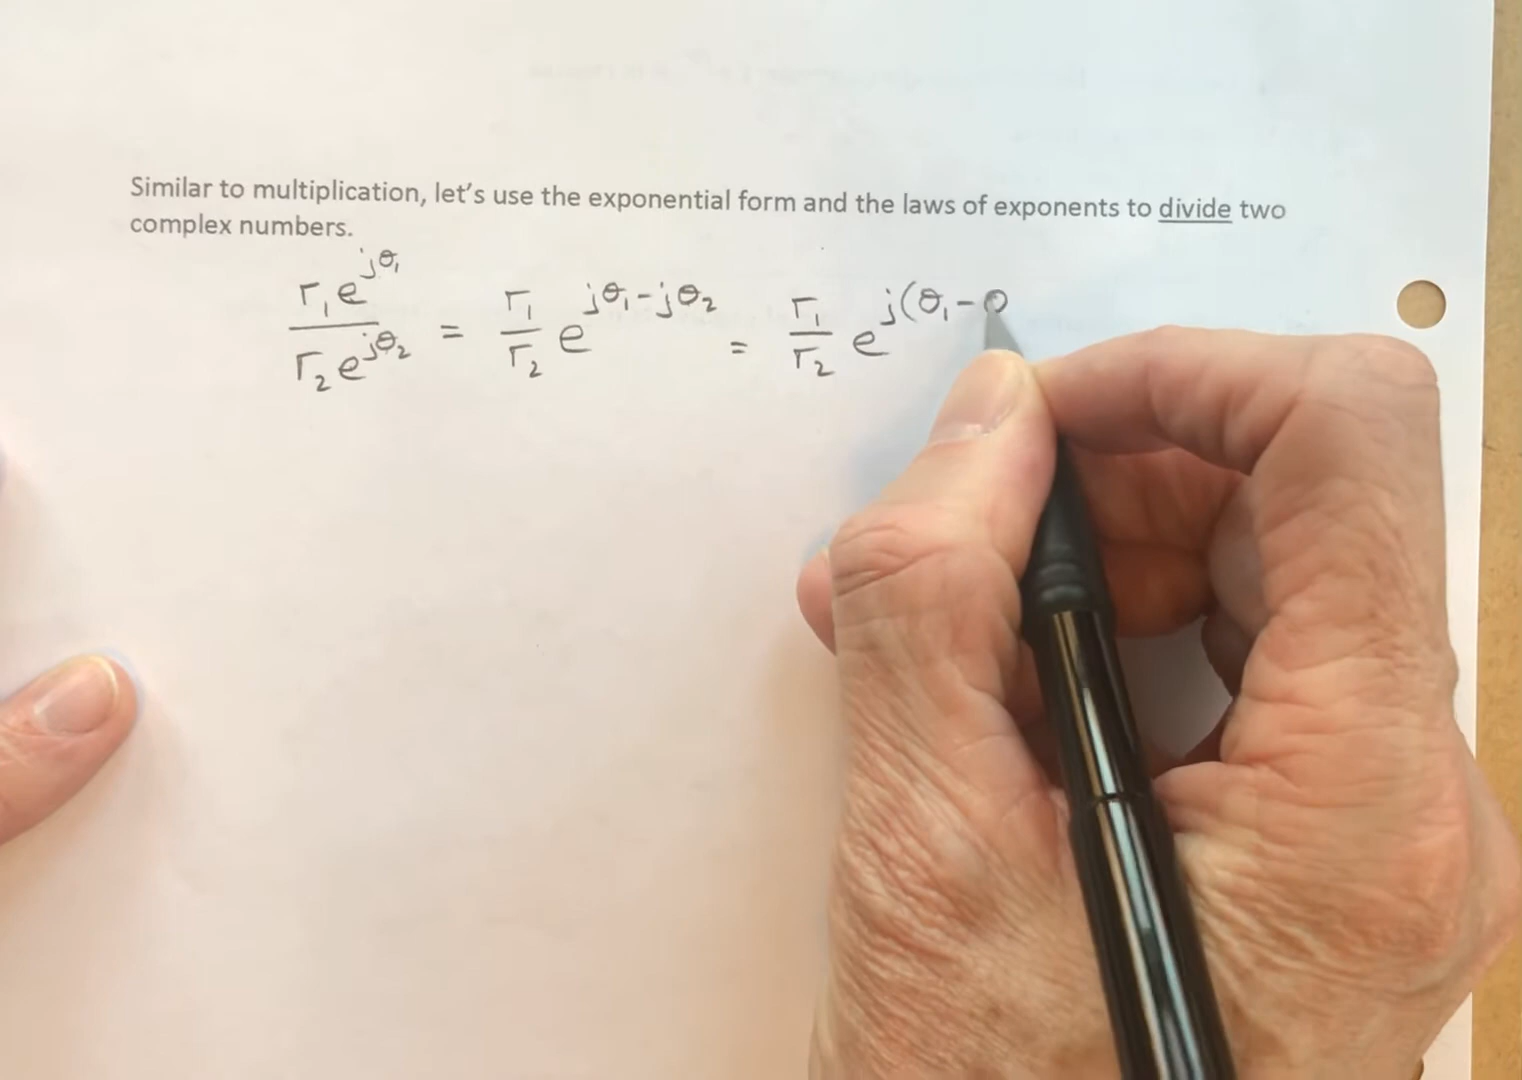 Similar to multiplication, let's use the exponential form and the laws of exponents to divide two
complex numbers.
r₁e^jθ₁ / r₂e^jθ₂ = r₁/r₂ e^jθ₁-jθ₂ = r₁/r₂ e^j(θ₁-0